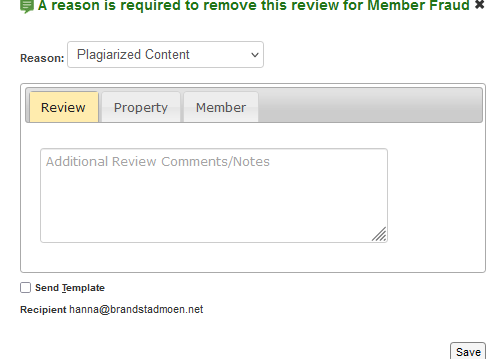 A reason is required to remove this review for Member Fraud ✖
Reason: Plagiarized Content
Review Property Member
Additional Review Comments/Notes
Send Template
Recipient hanna@brandstadmoen.net
Save